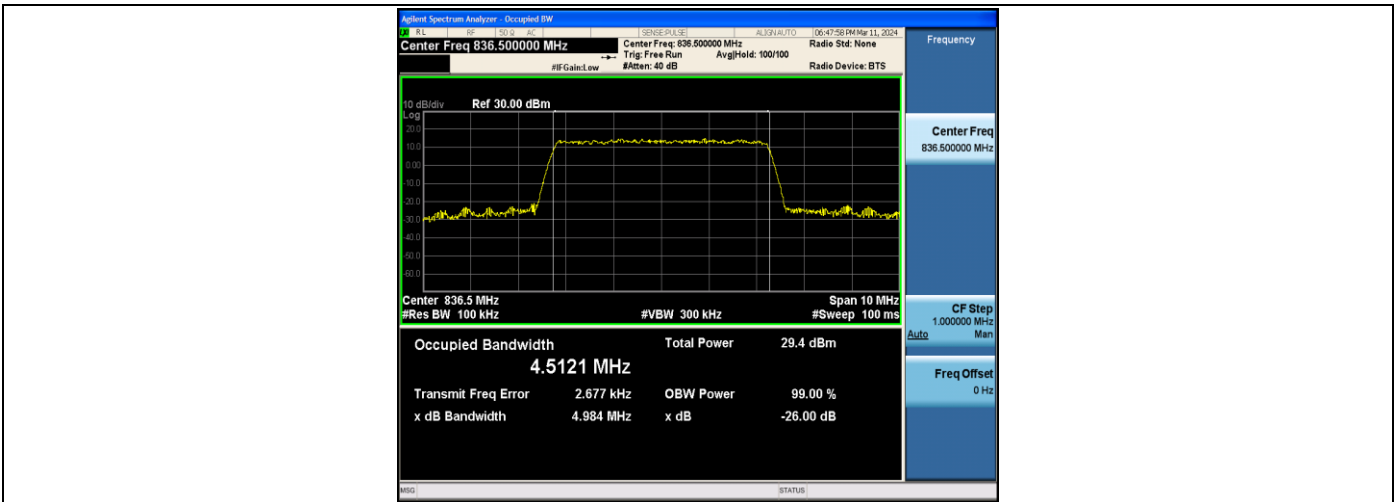 Agilent Spectrum Analyzer - Occupied BW
LXI RL RF 50 Ω AC SENSE:PULSE ALIGN AUTO 06:47:58 PM Mar 11, 2024
Center Freq 836.500000 MHz
Center Freq: 836.500000 MHz
Radio Std: None
Trig: Free Run Avg|Hold: 100/100
#IFGain:Low #Atten: 40 dB Radio Device: BTS
10 dB/div Ref 30.00 dBm
Log
20.0
10.0
0.00
-10.0
-20.0
-30.0
-40.0
-50.0
-60.0
Center 836.5 MHz Span 10 MHz
#Res BW 100 kHz #VBW 300 kHz #Sweep 100 ms
Occupied Bandwidth Total Power 29.4 dBm
4.5121 MHz
Transmit Freq Error 2.677 kHz OBW Power 99.00 %
x dB Bandwidth 4.984 MHz x dB -26.00 dB
MSG STATUS
Frequency
Center Freq
836.500000 MHz
CF Step
1.000000 MHz
Auto Man
Freq Offset
0 Hz